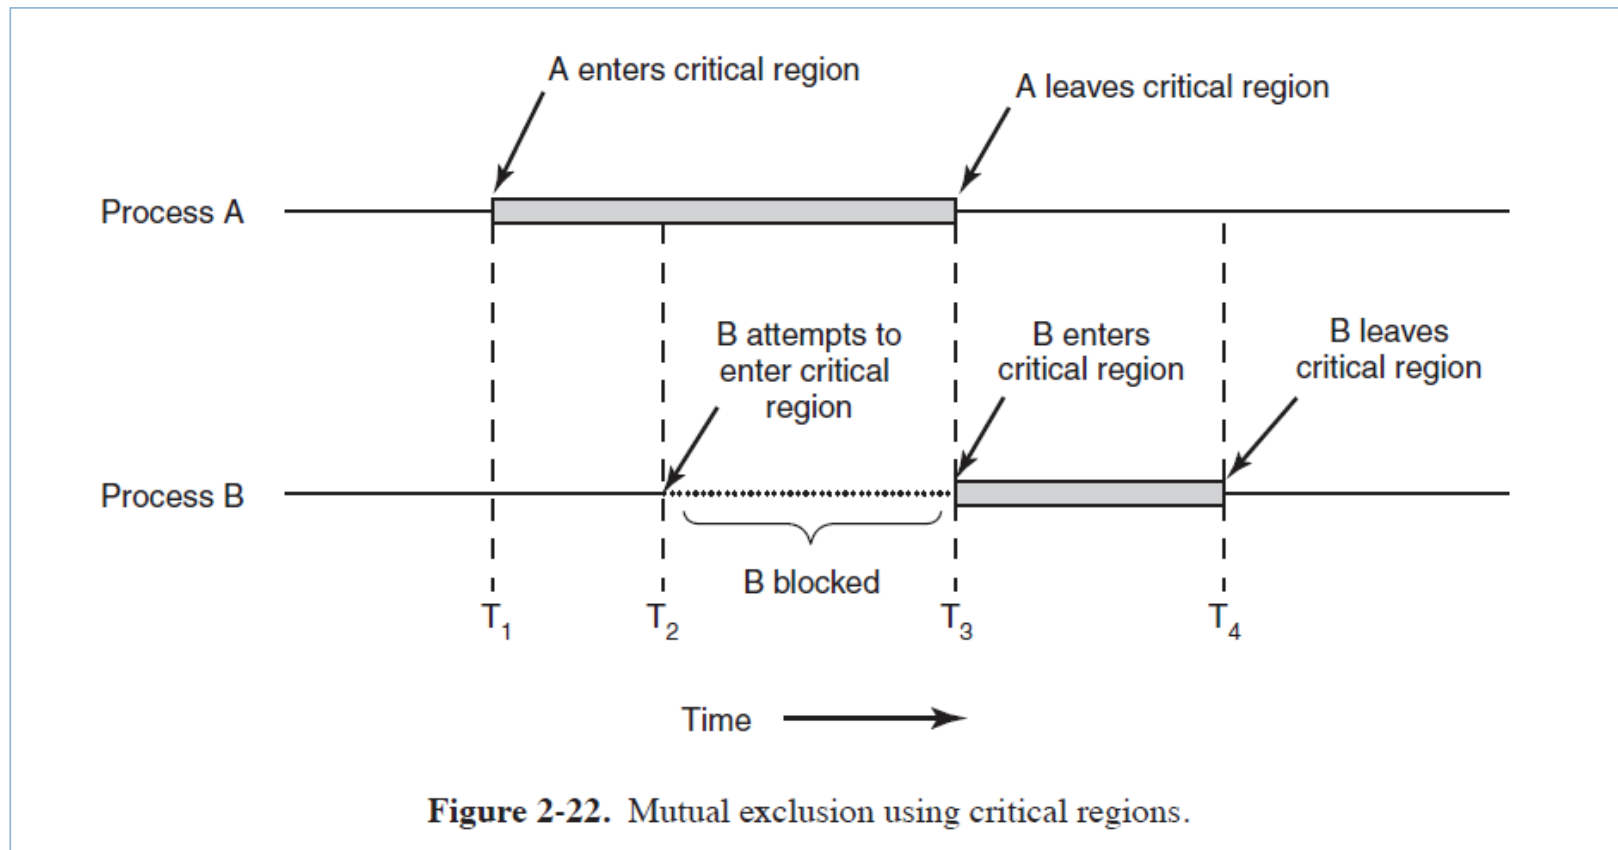 A enters critical region
A leaves critical region
Process A
B attempts to
enter critical
region
B enters
critical region
B leaves
critical region
Process B
B blocked
T1
T2
T3
T4
Time
Figure 2-22. Mutual exclusion using critical regions.